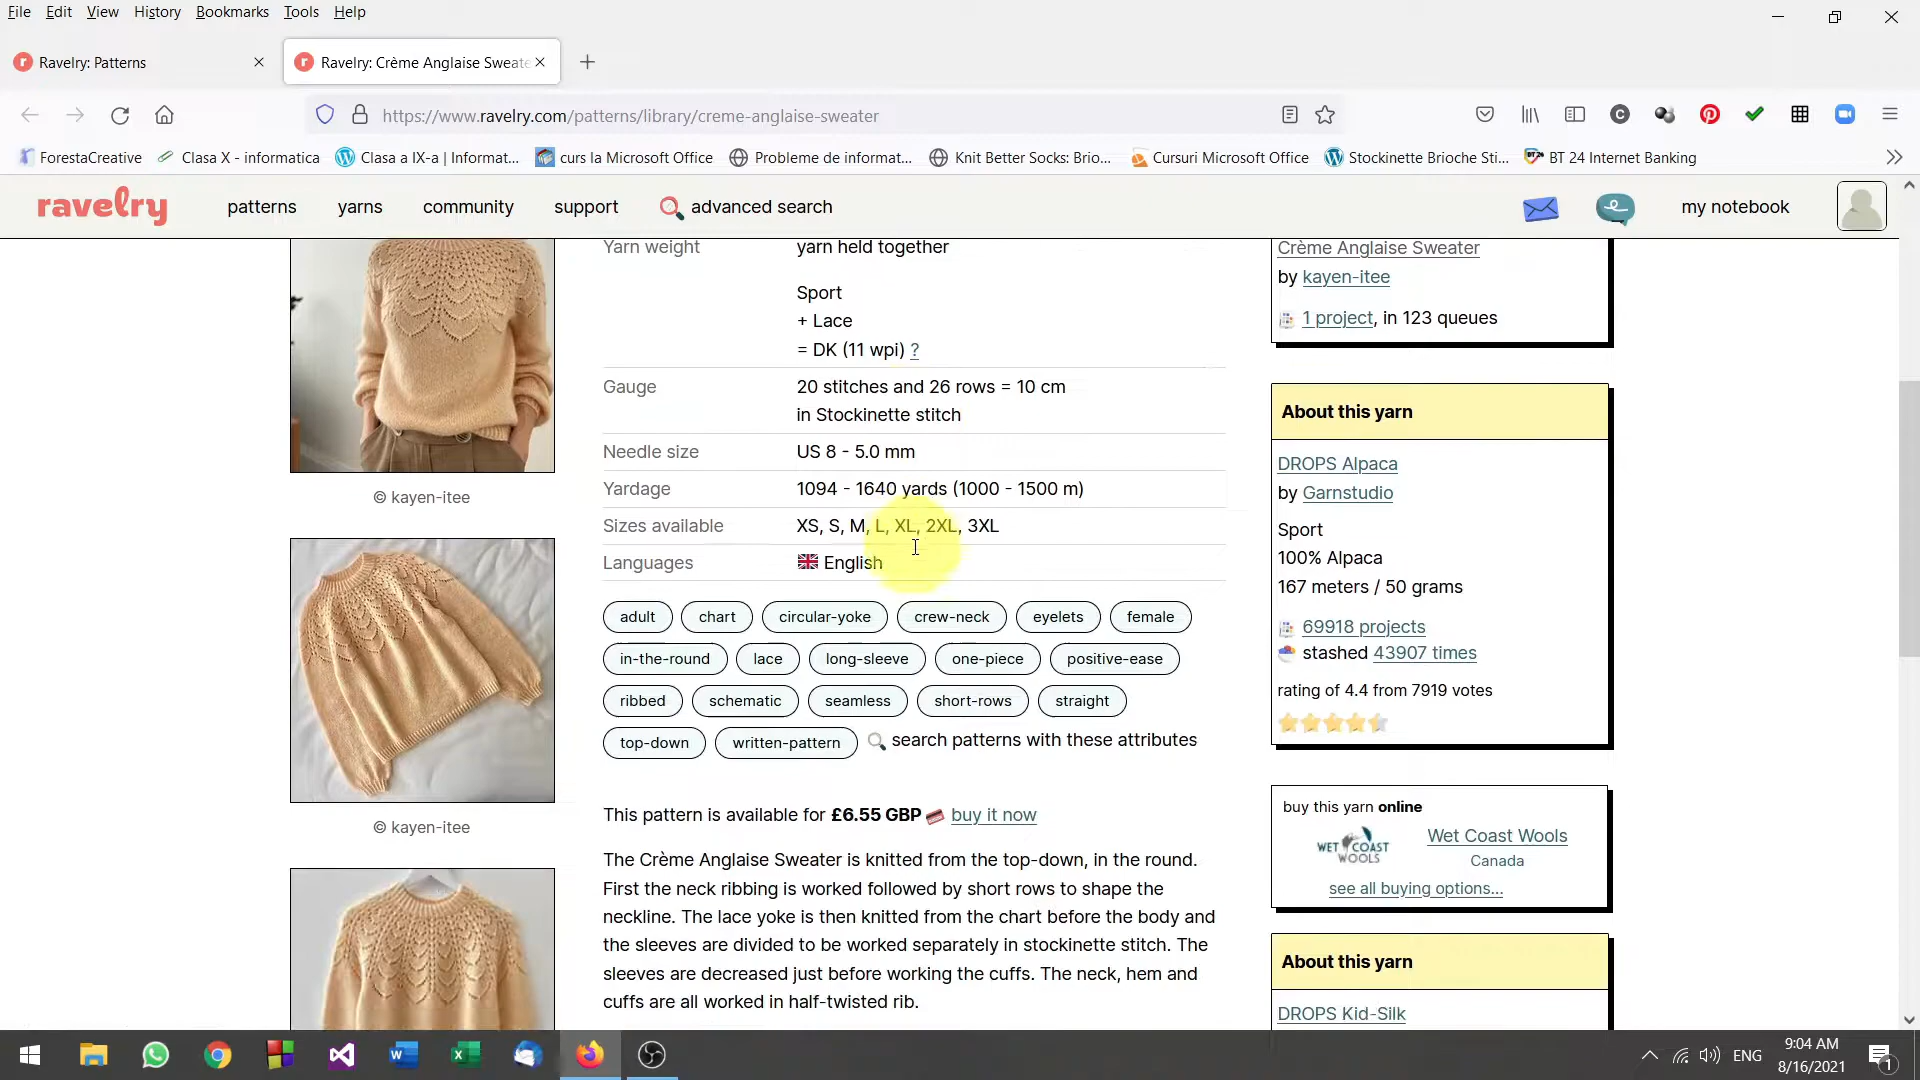 File Edit View History Bookmarks Tools Help
Ravelry: Patterns
Ravelry: Crème Anglaise Sweate
https://www.ravelry.com/patterns/library/creme-anglaise-sweater
ForestaCreative
Clasa X - informatica
Clasa a IX-a | Informat...
curs la Microsoft Office
Probleme de informat...
Knit Better Socks: Brio...
Cursuri Microsoft Office
Stockinette Brioche Sti...
BT 24 Internet Banking
ravelry
patterns yarns community support advanced search
my notebook
© kayen-itee
© kayen-itee
Yarn weight yarn held together
Sport
+ Lace
= DK (11 wpi) ?
Gauge 20 stitches and 26 rows = 10 cm
in Stockinette stitch
Needle size US 8 - 5.0 mm
Yardage 1094 - 1640 yards (1000 - 1500 m)
Sizes available XS, S, M, L, XL, 2XL, 3XL
Languages English
adult chart circular-yoke crew-neck eyelets female
in-the-round lace long-sleeve one-piece positive-ease
ribbed schematic seamless short-rows straight
top-down written-pattern search patterns with these attributes
This pattern is available for £6.55 GBP buy it now
The Crème Anglaise Sweater is knitted from the top-down, in the round.
First the neck ribbing is worked followed by short rows to shape the
neckline. The lace yoke is then knitted from the chart before the body and
the sleeves are divided to be worked separately in stockinette stitch. The
sleeves are decreased just before working the cuffs. The neck, hem and
cuffs are all worked in half-twisted rib.
Crème Anglaise Sweater
by kayen-itee
1 project, in 123 queues
About this yarn
DROPS Alpaca
by Garnstudio
Sport
100% Alpaca
167 meters / 50 grams
69918 projects
stashed 43907 times
rating of 4.4 from 7919 votes
buy this yarn online
WET COAST
WOOLS
Wet Coast Wools
Canada
see all buying options...
About this yarn
DROPS Kid-Silk
ENG
9:04 AM
8/16/2021
1